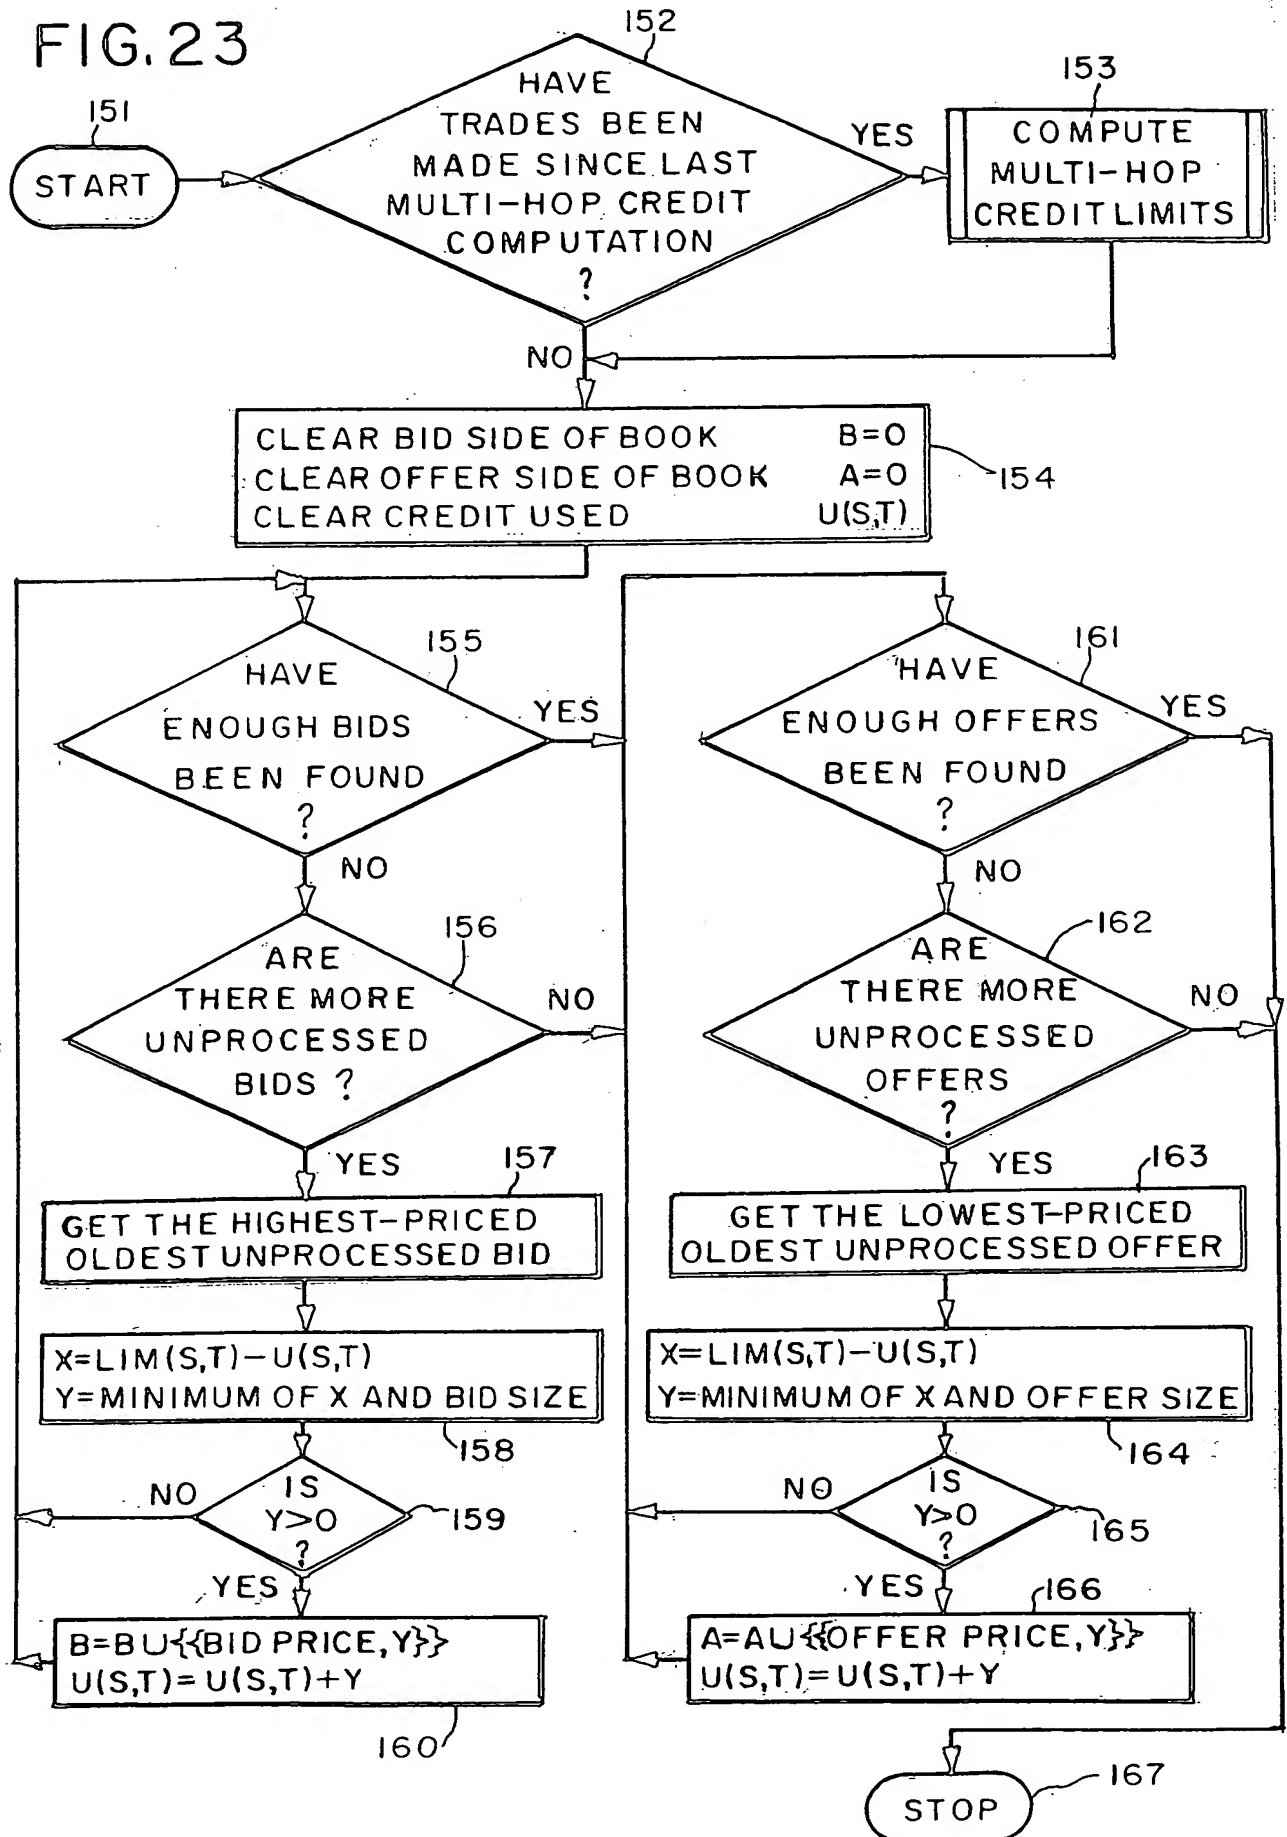 FIG. 23
151
START
152
HAVE
TRADES BEEN
MADE SINCE LAST
MULTI-HOP CREDIT
COMPUTATION
?
YES
153
COMPUTE
MULTI-HOP
CREDIT LIMITS
NO
CLEAR BID SIDE OF BOOK B=0
CLEAR OFFER SIDE OF BOOK A=0
CLEAR CREDIT USED U(S,T)
154
155
HAVE
ENOUGH BIDS
BEEN FOUND
?
YES
NO
156
ARE
THERE MORE
UNPROCESSED
BIDS ?
NO
YES
157
GET THE HIGHEST-PRICED
OLDEST UNPROCESSED BID
X=LIM(S,T)-U(S,T)
Y=MINIMUM OF X AND BID SIZE
158
IS
Y>0
?
NO
159
YES
B=BU{{BID PRICE,Y}}
U(S,T)=U(S,T)+Y
160
161
HAVE
ENOUGH OFFERS
BEEN FOUND
?
YES
NO
162
ARE
THERE MORE
UNPROCESSED
OFFERS
?
NO
YES
163
GET THE LOWEST-PRICED
OLDEST UNPROCESSED OFFER
X=LIM(S,T)-U(S,T)
Y=MINIMUM OF X AND OFFER SIZE
164
IS
Y>0
?
NO
165
YES
166
A=AU{{OFFER PRICE,Y}}
U(S,T)=U(S,T)+Y
167
STOP